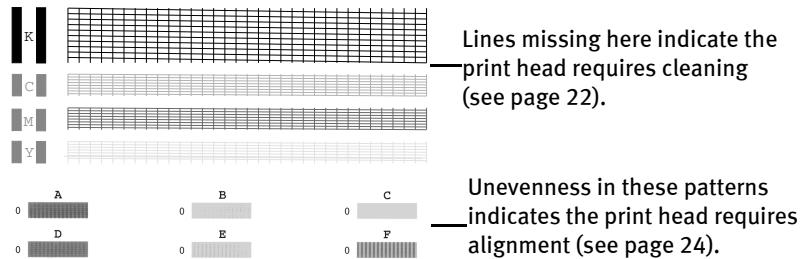 K
Lines missing here indicate the
print head requires cleaning
(see page 22).
C
M
Y
A B C
0 0 0
D E F
0 0 0
Unevenness in these patterns
indicates the print head requires
alignment (see page 24).